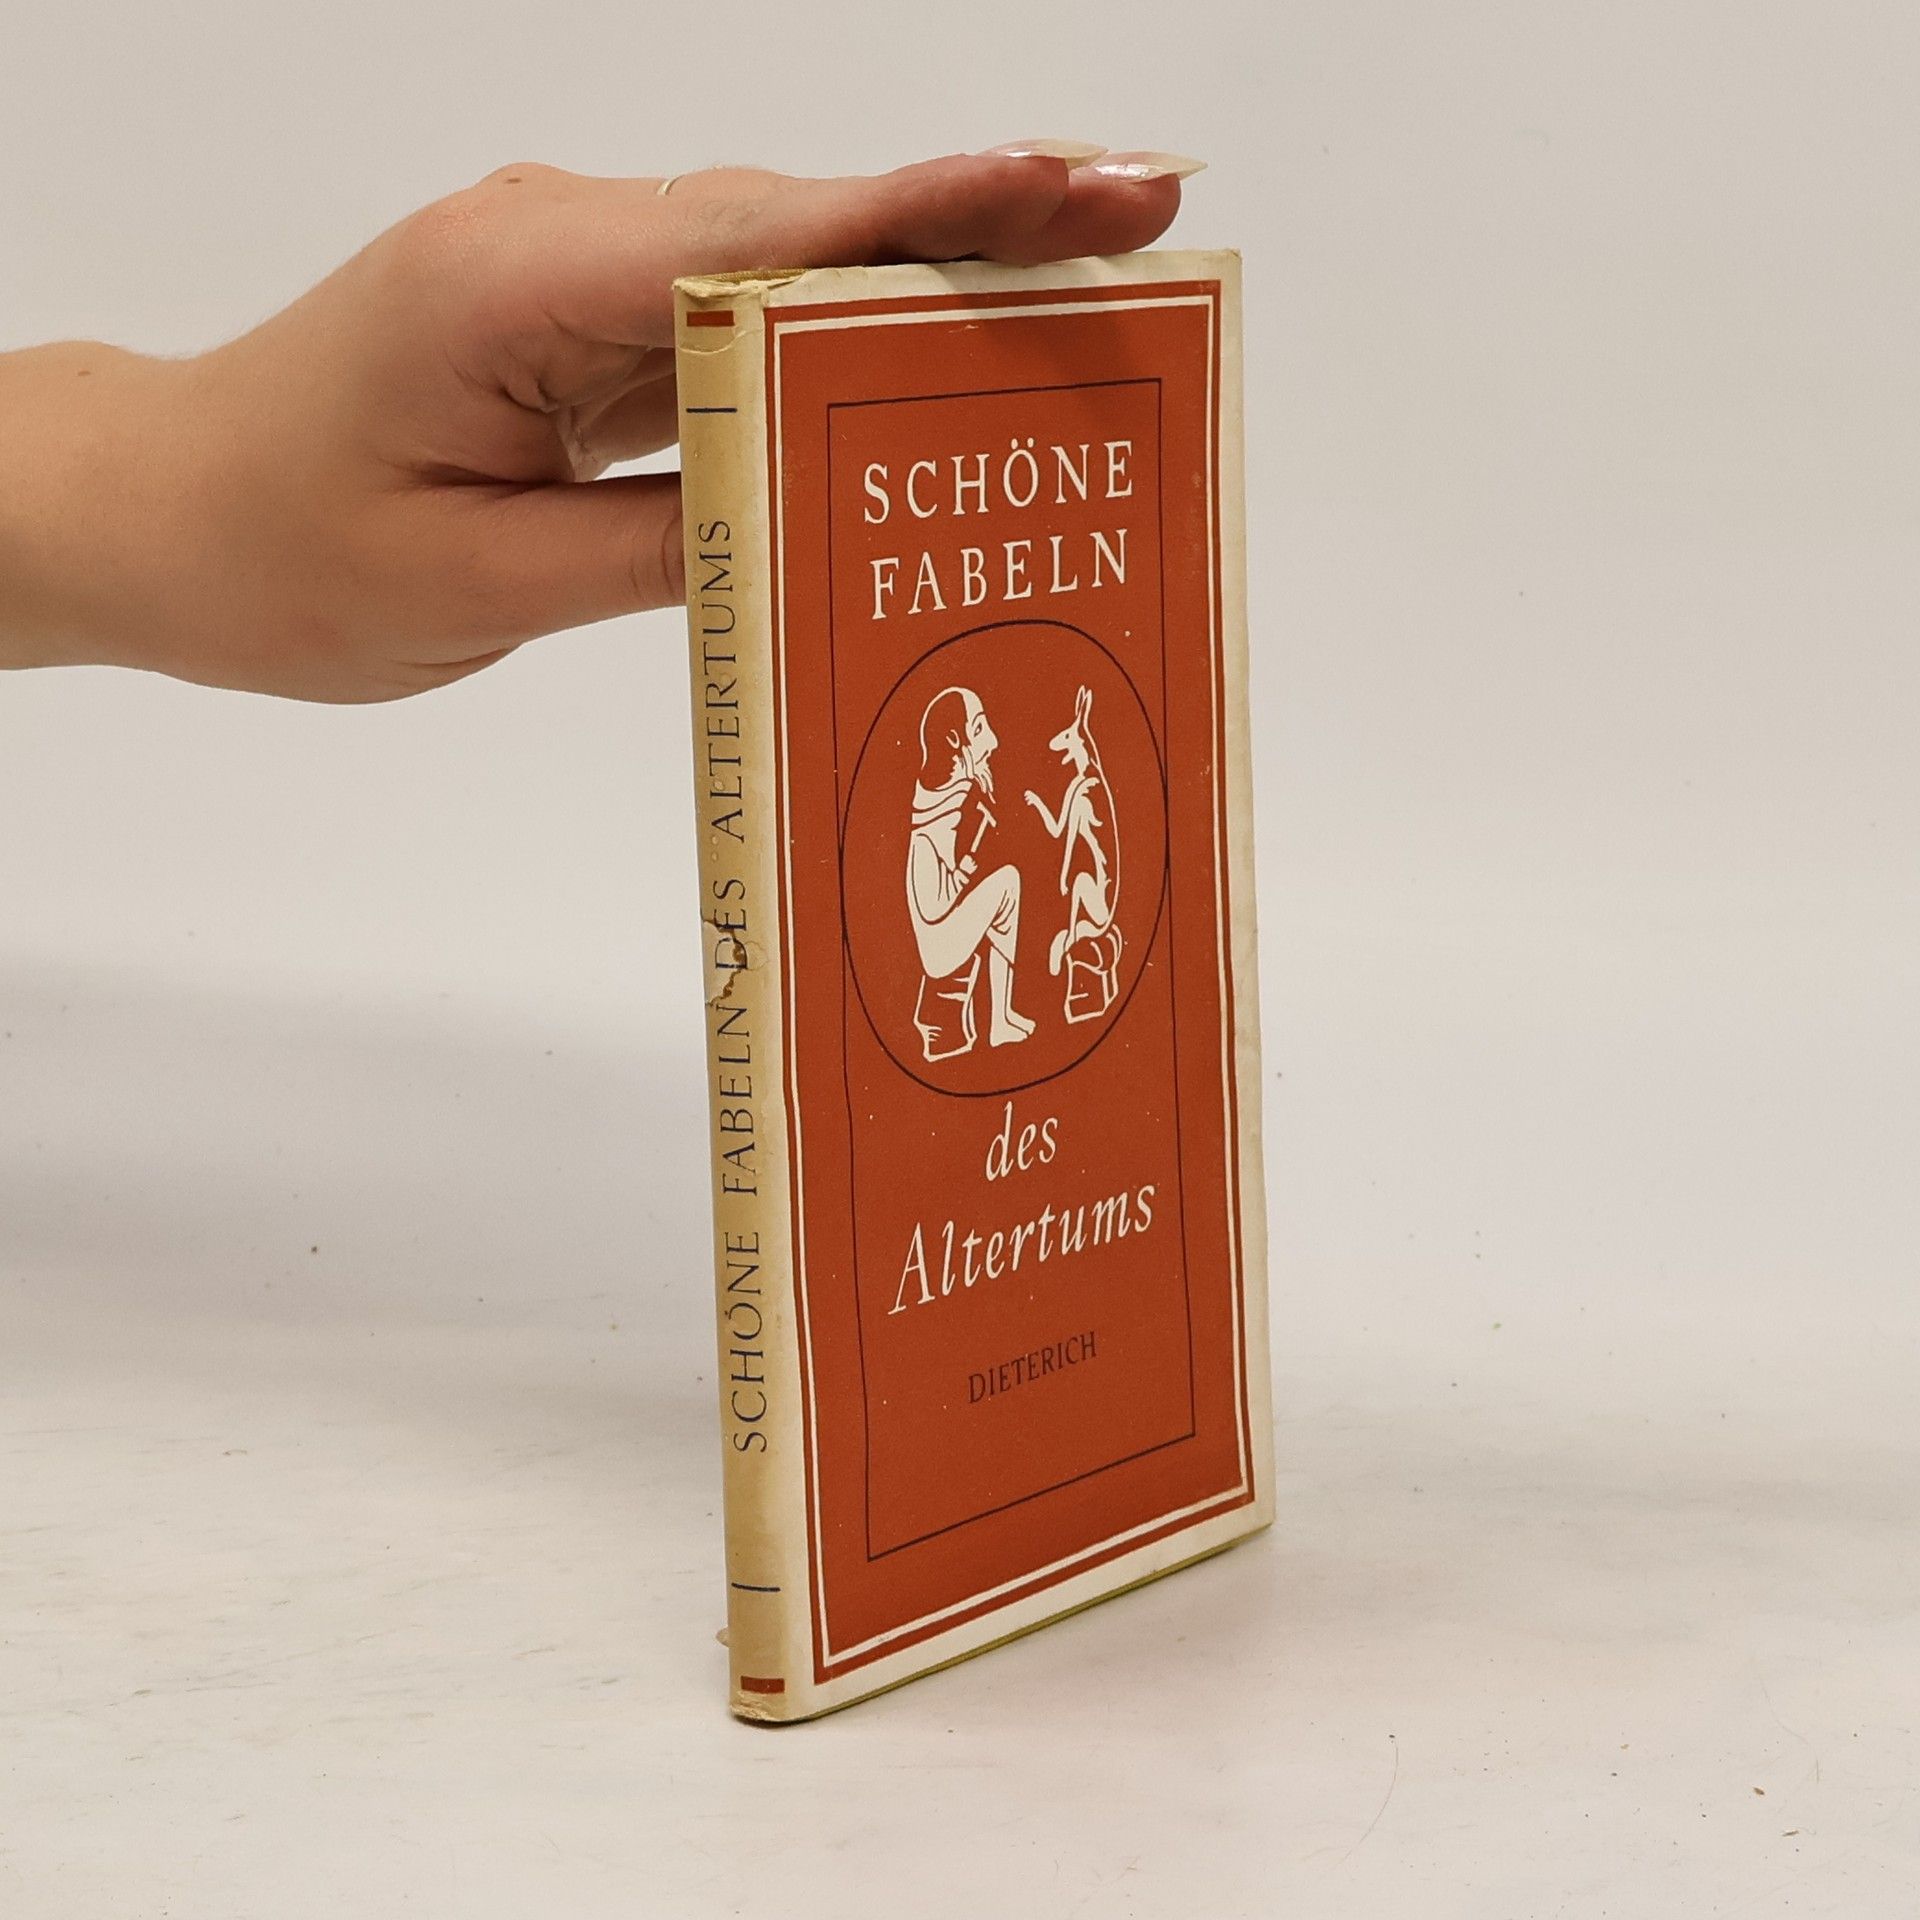 SCHÖNE FABELN DES ALTERTUMS
SCHÖNE
FABELN
des
Altertums
DIETERICH